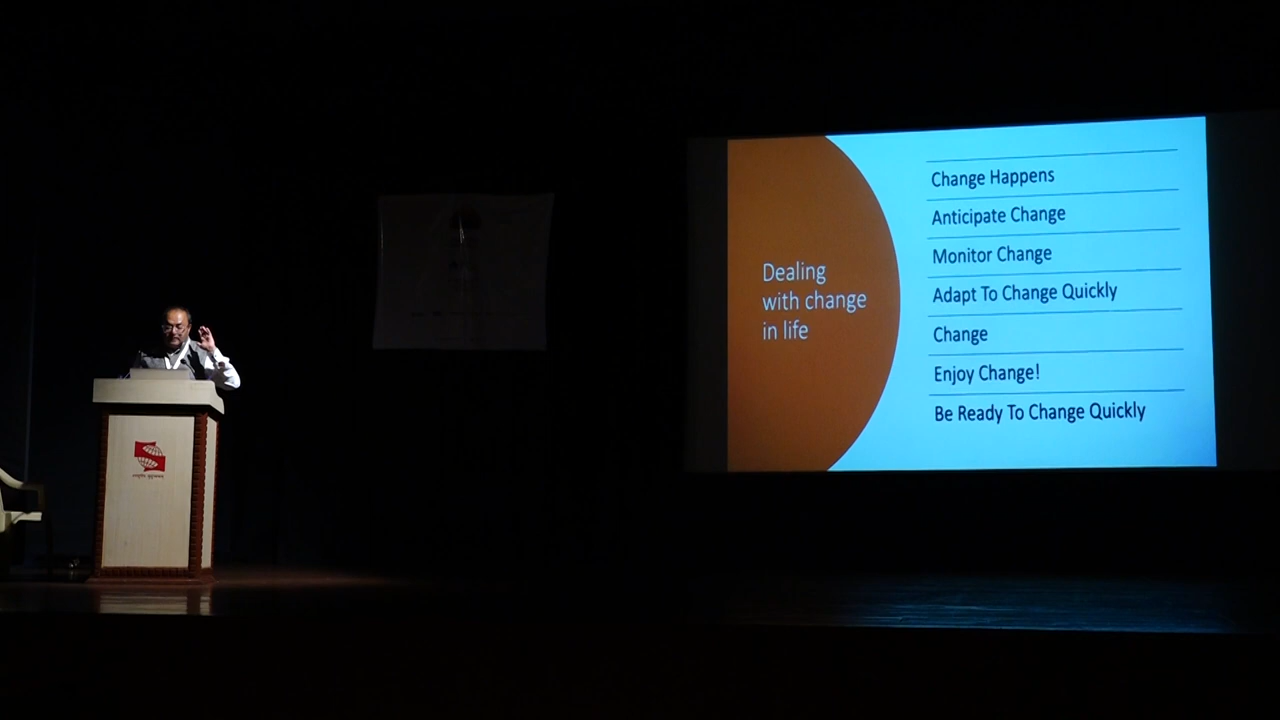 Dealing
with change
in life
Change Happens
Anticipate Change
Monitor Change
Adapt To Change Quickly
Change
Enjoy Change!
Be Ready To Change Quickly